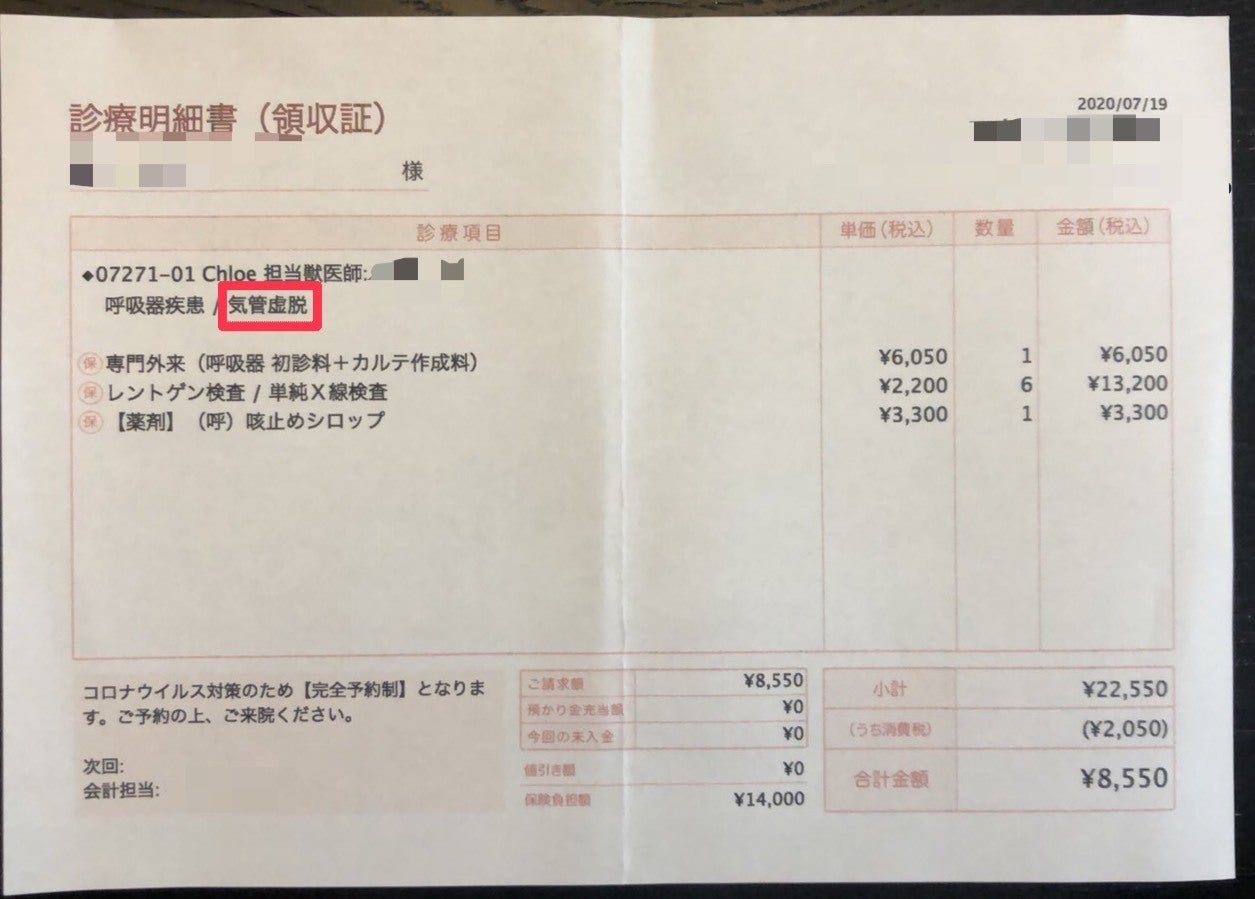 診療明細書（領収証）
2020/07/19
様
診療項目 単価(税込) 数量 金額(税込)
◆07271-01 Chloe 担当獣医師:
呼吸器疾患 / 気管虚脱
保 専門外来（呼吸器 初診料＋カルテ作成料） ¥6,050 1 ¥6,050
保 レントゲン検査 / 単純X線検査 ¥2,200 6 ¥13,200
保 【薬剤】（呼）咳止めシロップ ¥3,300 1 ¥3,300
コロナウイルス対策のため【完全予約制】となりま
す。ご予約の上、ご来院ください。
次回:
会計担当:
ご請求額 ¥8,550
預かり金充当額 ¥0
今回の未入金 ¥0
値引き額 ¥0
保険負担額 ¥14,000
小計 ¥22,550
(うち消費税) (¥2,050)
合計金額 ¥8,550